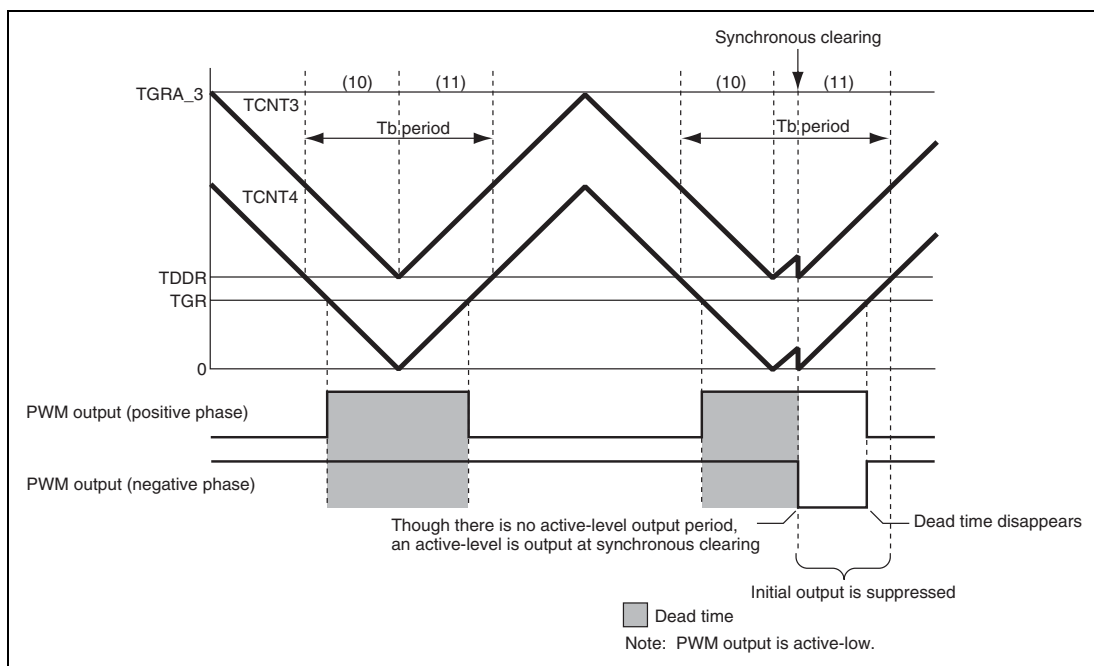 Synchronous clearing
(10)
(11)
(10)
(11)
TGRA_3
TCNT3
Tb period
Tb period
TCNT4
TDDR
TGR
0
PWM output (positive phase)
PWM output (negative phase)
Though there is no active-level output period,
an active-level is output at synchronous clearing
Dead time disappears
Initial output is suppressed
Dead time
Note: PWM output is active-low.